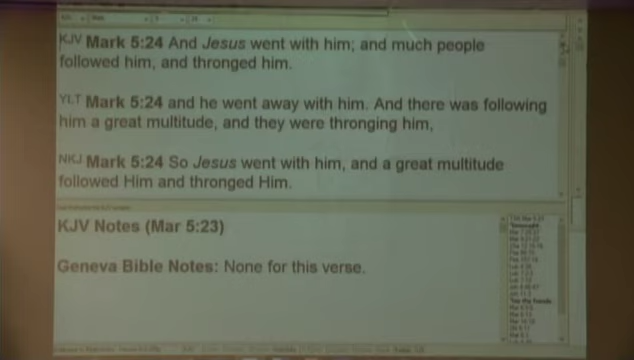 KJV Mark 5:24 And Jesus went with him; and much people
followed him, and thronged him.
YLT Mark 5:24 and he went away with him. And there was following
him a great multitude, and they were thronging him,
NKJ Mark 5:24 So Jesus went with him, and a great multitude
followed Him and thronged Him.
KJV Notes (Mar 5:23)
Geneva Bible Notes: None for this verse.